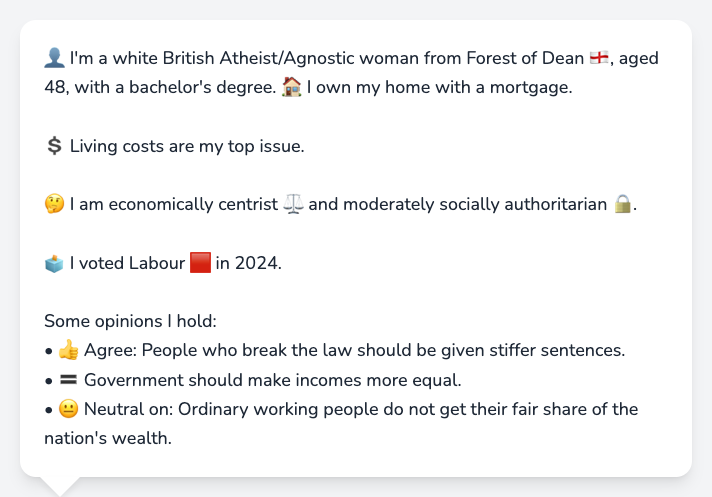 👤 I'm a white British Atheist/Agnostic woman from Forest of Dean 🏴󠁧󠁢󠁥󠁮󠁧󠁿, aged
48, with a bachelor's degree. 🏠 I own my home with a mortgage.
💲 Living costs are my top issue.
🤔 I am economically centrist ⚖️ and moderately socially authoritarian 🔒.
🗳️ I voted Labour 🟥 in 2024.
Some opinions I hold:
• 👍 Agree: People who break the law should be given stiffer sentences.
• 🟰 Government should make incomes more equal.
• 😐 Neutral on: Ordinary working people do not get their fair share of the
nation's wealth.